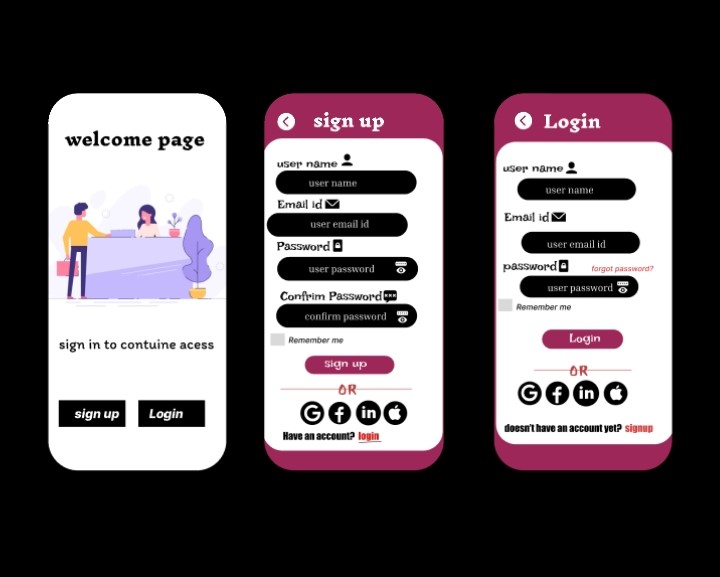 welcome page
sign in to contuine acess
sign up
Login
sign up
user name
user name
Email id
user email id
Password
user password
Confrim Password
confirm password
Remember me
sign up
OR
G f in
Have an account? login
Login
user name
user name
Email id
user email id
password
forgot password?
user password
Remember me
Login
OR
G f in
doesn't have an account yet? signup